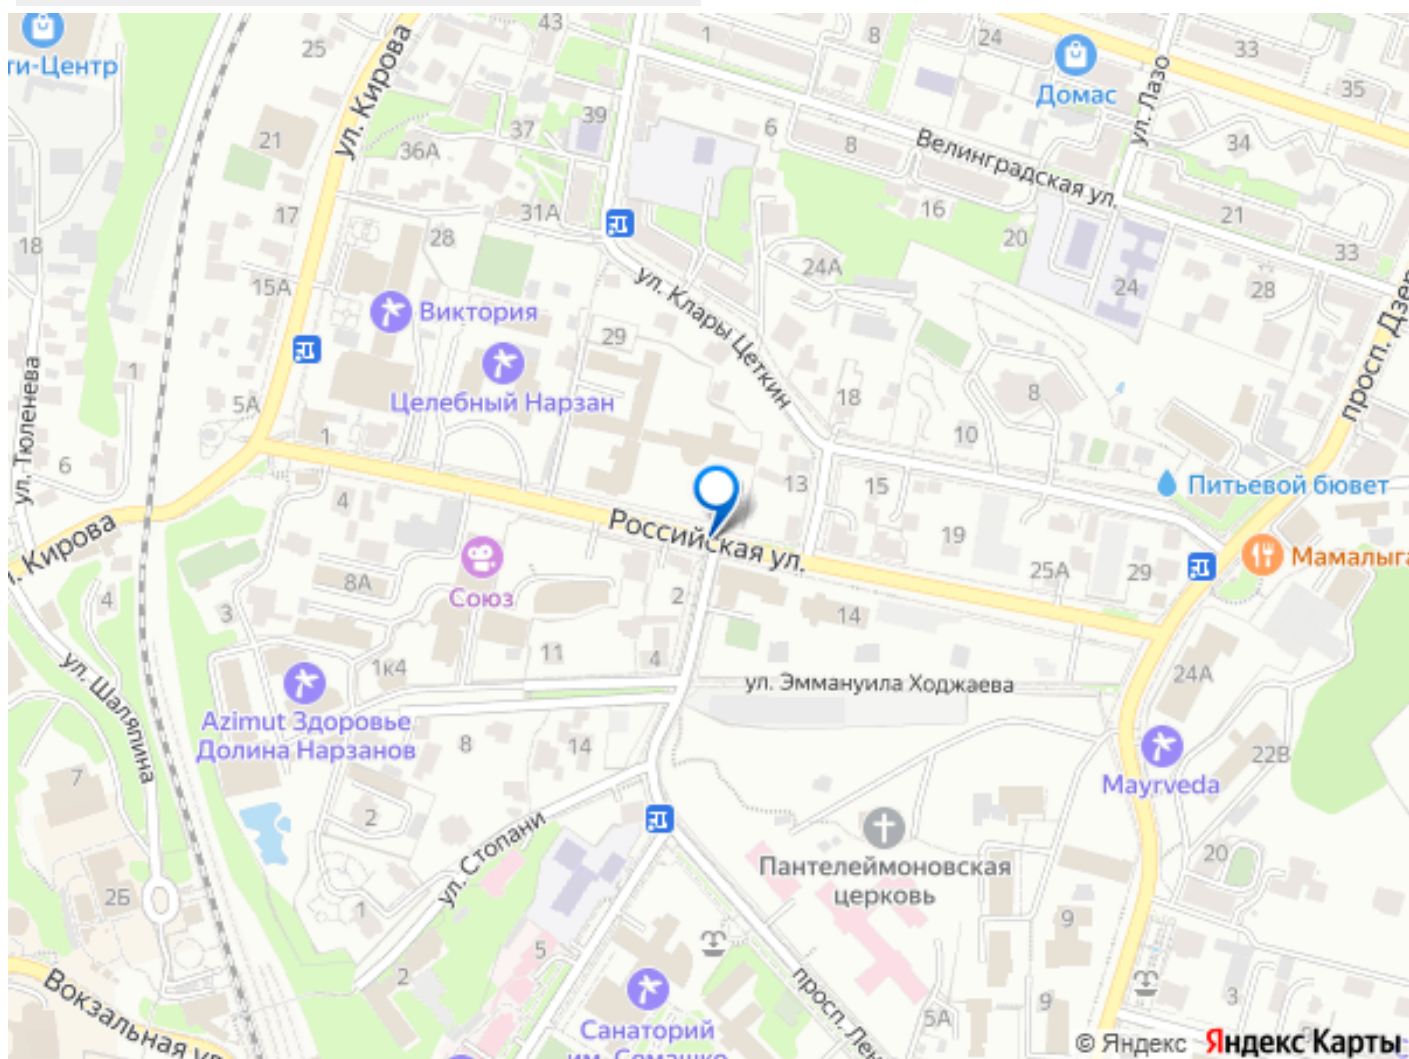 43
1
8
24
33
25
ти-Центр
ул. Кирова
Домас
35
ул. Лазо
39
37
6
8
34
21
36А
Велинградская ул.
17
31А
16
21
18
28
20
33
24А
15А
24
28
ул. Клары Цеткин
Виктория
29
просп. Дзер
1
Целебный Нарзан
18
8
5А
ул. Тюленева
1
10
6
4
13
15
Питьевой бювет
Российская ул.
19
. Кирова
Союз
8А
25А
29
Мамалыга
4
3
2
14
1к4
11
4
ул. Шаляпина
ул. Эммануила Ходжаева
24А
Azimut Здоровье
Долина Нарзанов
8
14
22В
7
Mayrveda
2
ул. Стопани
Пантелеймоновская
церковь
20
2Б
1
5
9
9
2
Вокзальная ул
просп. Лен
3
9
5А
Санаторий
им. Семашко
© Яндекс Яндекс Карты